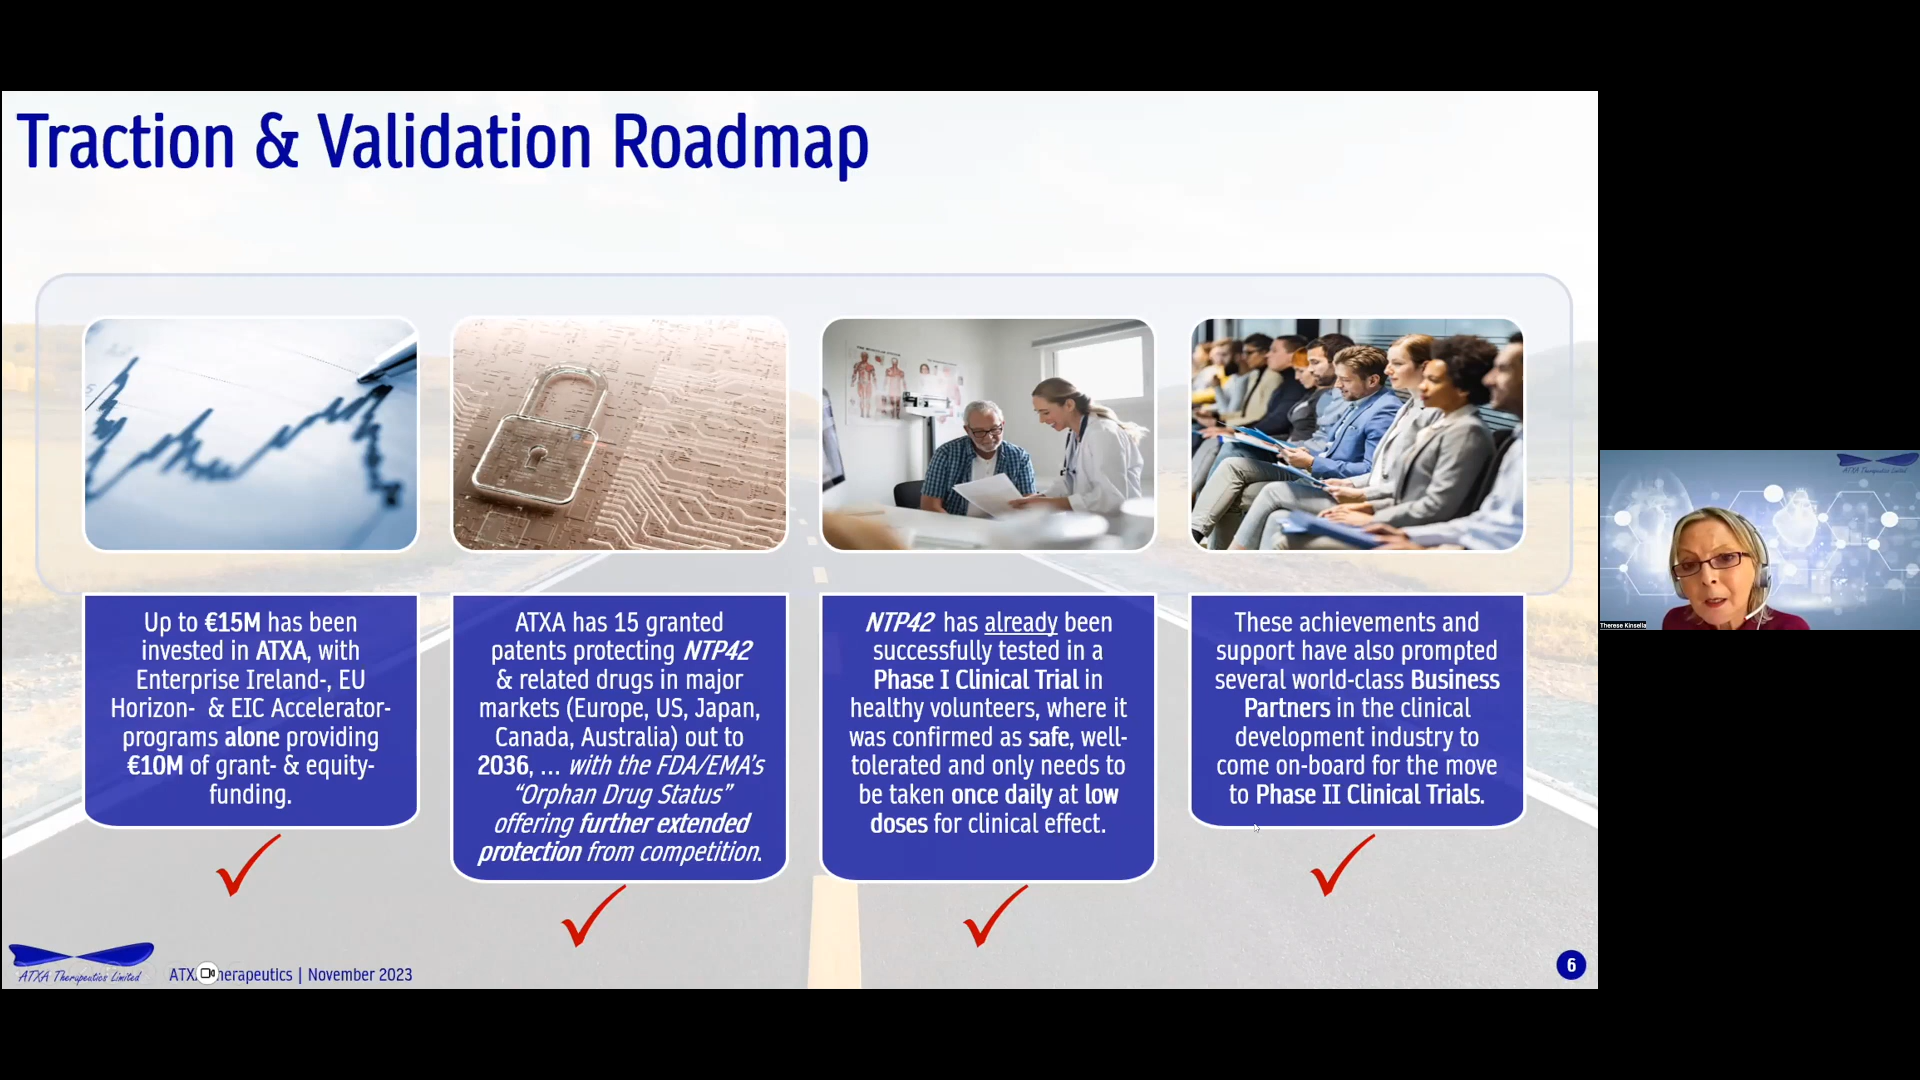 Traction & Validation Roadmap
Up to €15M has been
invested in ATXA, with
Enterprise Ireland-, EU
Horizon- & EIC Accelerator-
programs alone providing
€10M of grant- & equity-
funding.
ATXA has 15 granted
patents protecting NTP42
& related drugs in major
markets (Europe, US, Japan,
Canada, Australia) out to
2036, ... with the FDA/EMA's
"Orphan Drug Status"
offering further extended
protection from competition.
NTP42 has already been
successfully tested in a
Phase I Clinical Trial in
healthy volunteers, where it
was confirmed as safe, well-
tolerated and only needs to
be taken once daily at low
doses for clinical effect.
These achievements and
support have also prompted
several world-class Business
Partners in the clinical
development industry to
come on-board for the move
to Phase II Clinical Trials.
ATXA Therapeutics Limited
ATX herapeutics | November 2023
6
ATXA Therapeutics Limited
Therese Kinsella